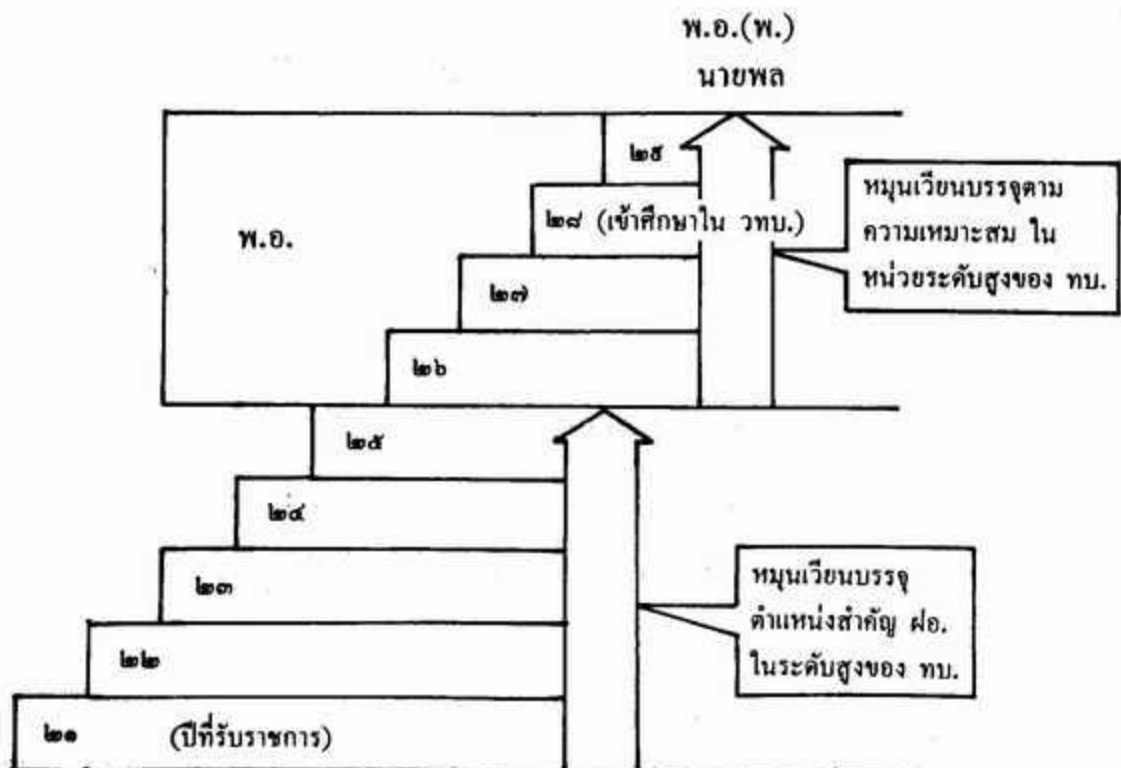 พ.อ.(พ.)
นายพล
๒๙
๒๘ (เข้าศึกษาใน วทบ.)
หมุนเวียนบรรจุตาม
ความเหมาะสม ใน
หน่วยระดับสูงของ ทบ.
พ.อ.
๒๗
๒๖
๒๕
๒๔
๒๓
หมุนเวียนบรรจุ
ตำแหน่งสำคัญ ฝอ.
ในระดับสูงของ ทบ.
๒๒
๒๑ (ปีที่รับราชการ)